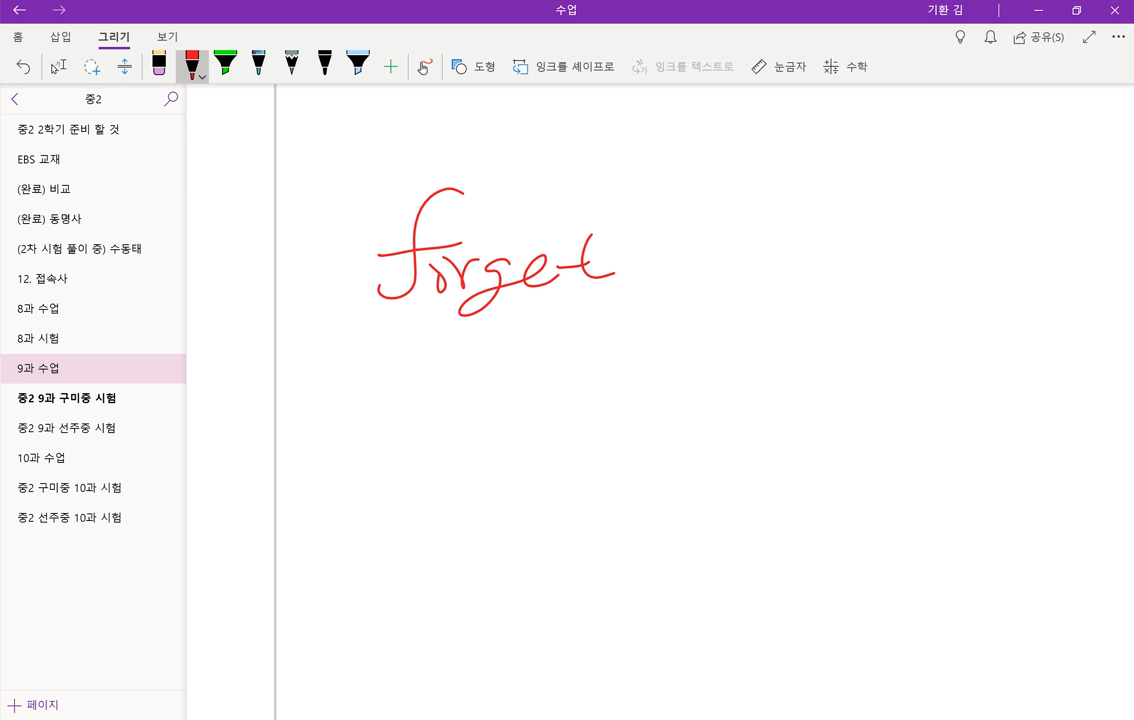 수업
기환 김
홈 삽입 그리기 보기
공유(S)
도형 잉크를 셰이프로 잉크를 텍스트로 눈금자 수학
중2
중2 2학기 준비 할 것
EBS 교재
(완료) 비교
(완료) 동명사
(2차 시험 풀이 중) 수동태
12. 접속사
8과 수업
8과 시험
9과 수업
중2 9과 구미중 시험
중2 9과 선주중 시험
10과 수업
중2 구미중 10과 시험
중2 선주중 10과 시험
페이지
forget